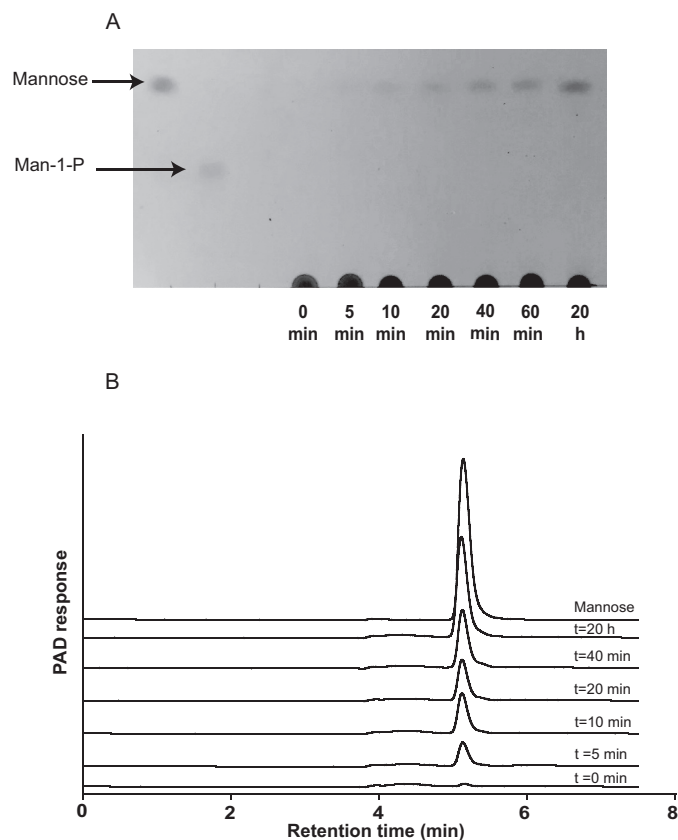 A
Mannose
Man-1-P
0 5 10 20 40 60 20
min min min min min min h
B
PAD response
Mannose
t=20 h
t=40 min
t=20 min
t=10 min
t =5 min
t =0 min
0 2 4 6 8
Retention time (min)